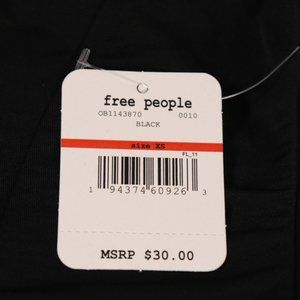 free people
OB1143870 0010
BLACK
size XS
FL_11
1 94374 60926 3
MSRP $30.00